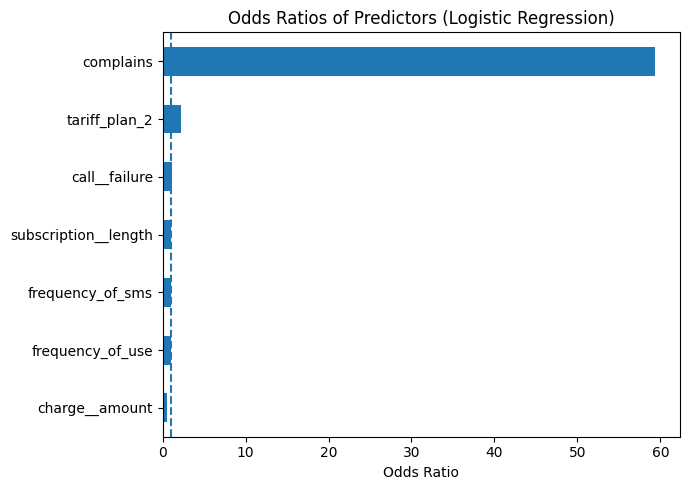 Odds Ratios of Predictors (Logistic Regression)
complains
tariff_plan_2
call__failure
subscription__length
frequency_of_sms
frequency_of_use
charge__amount
0 10 20 30 40 50 60
Odds Ratio